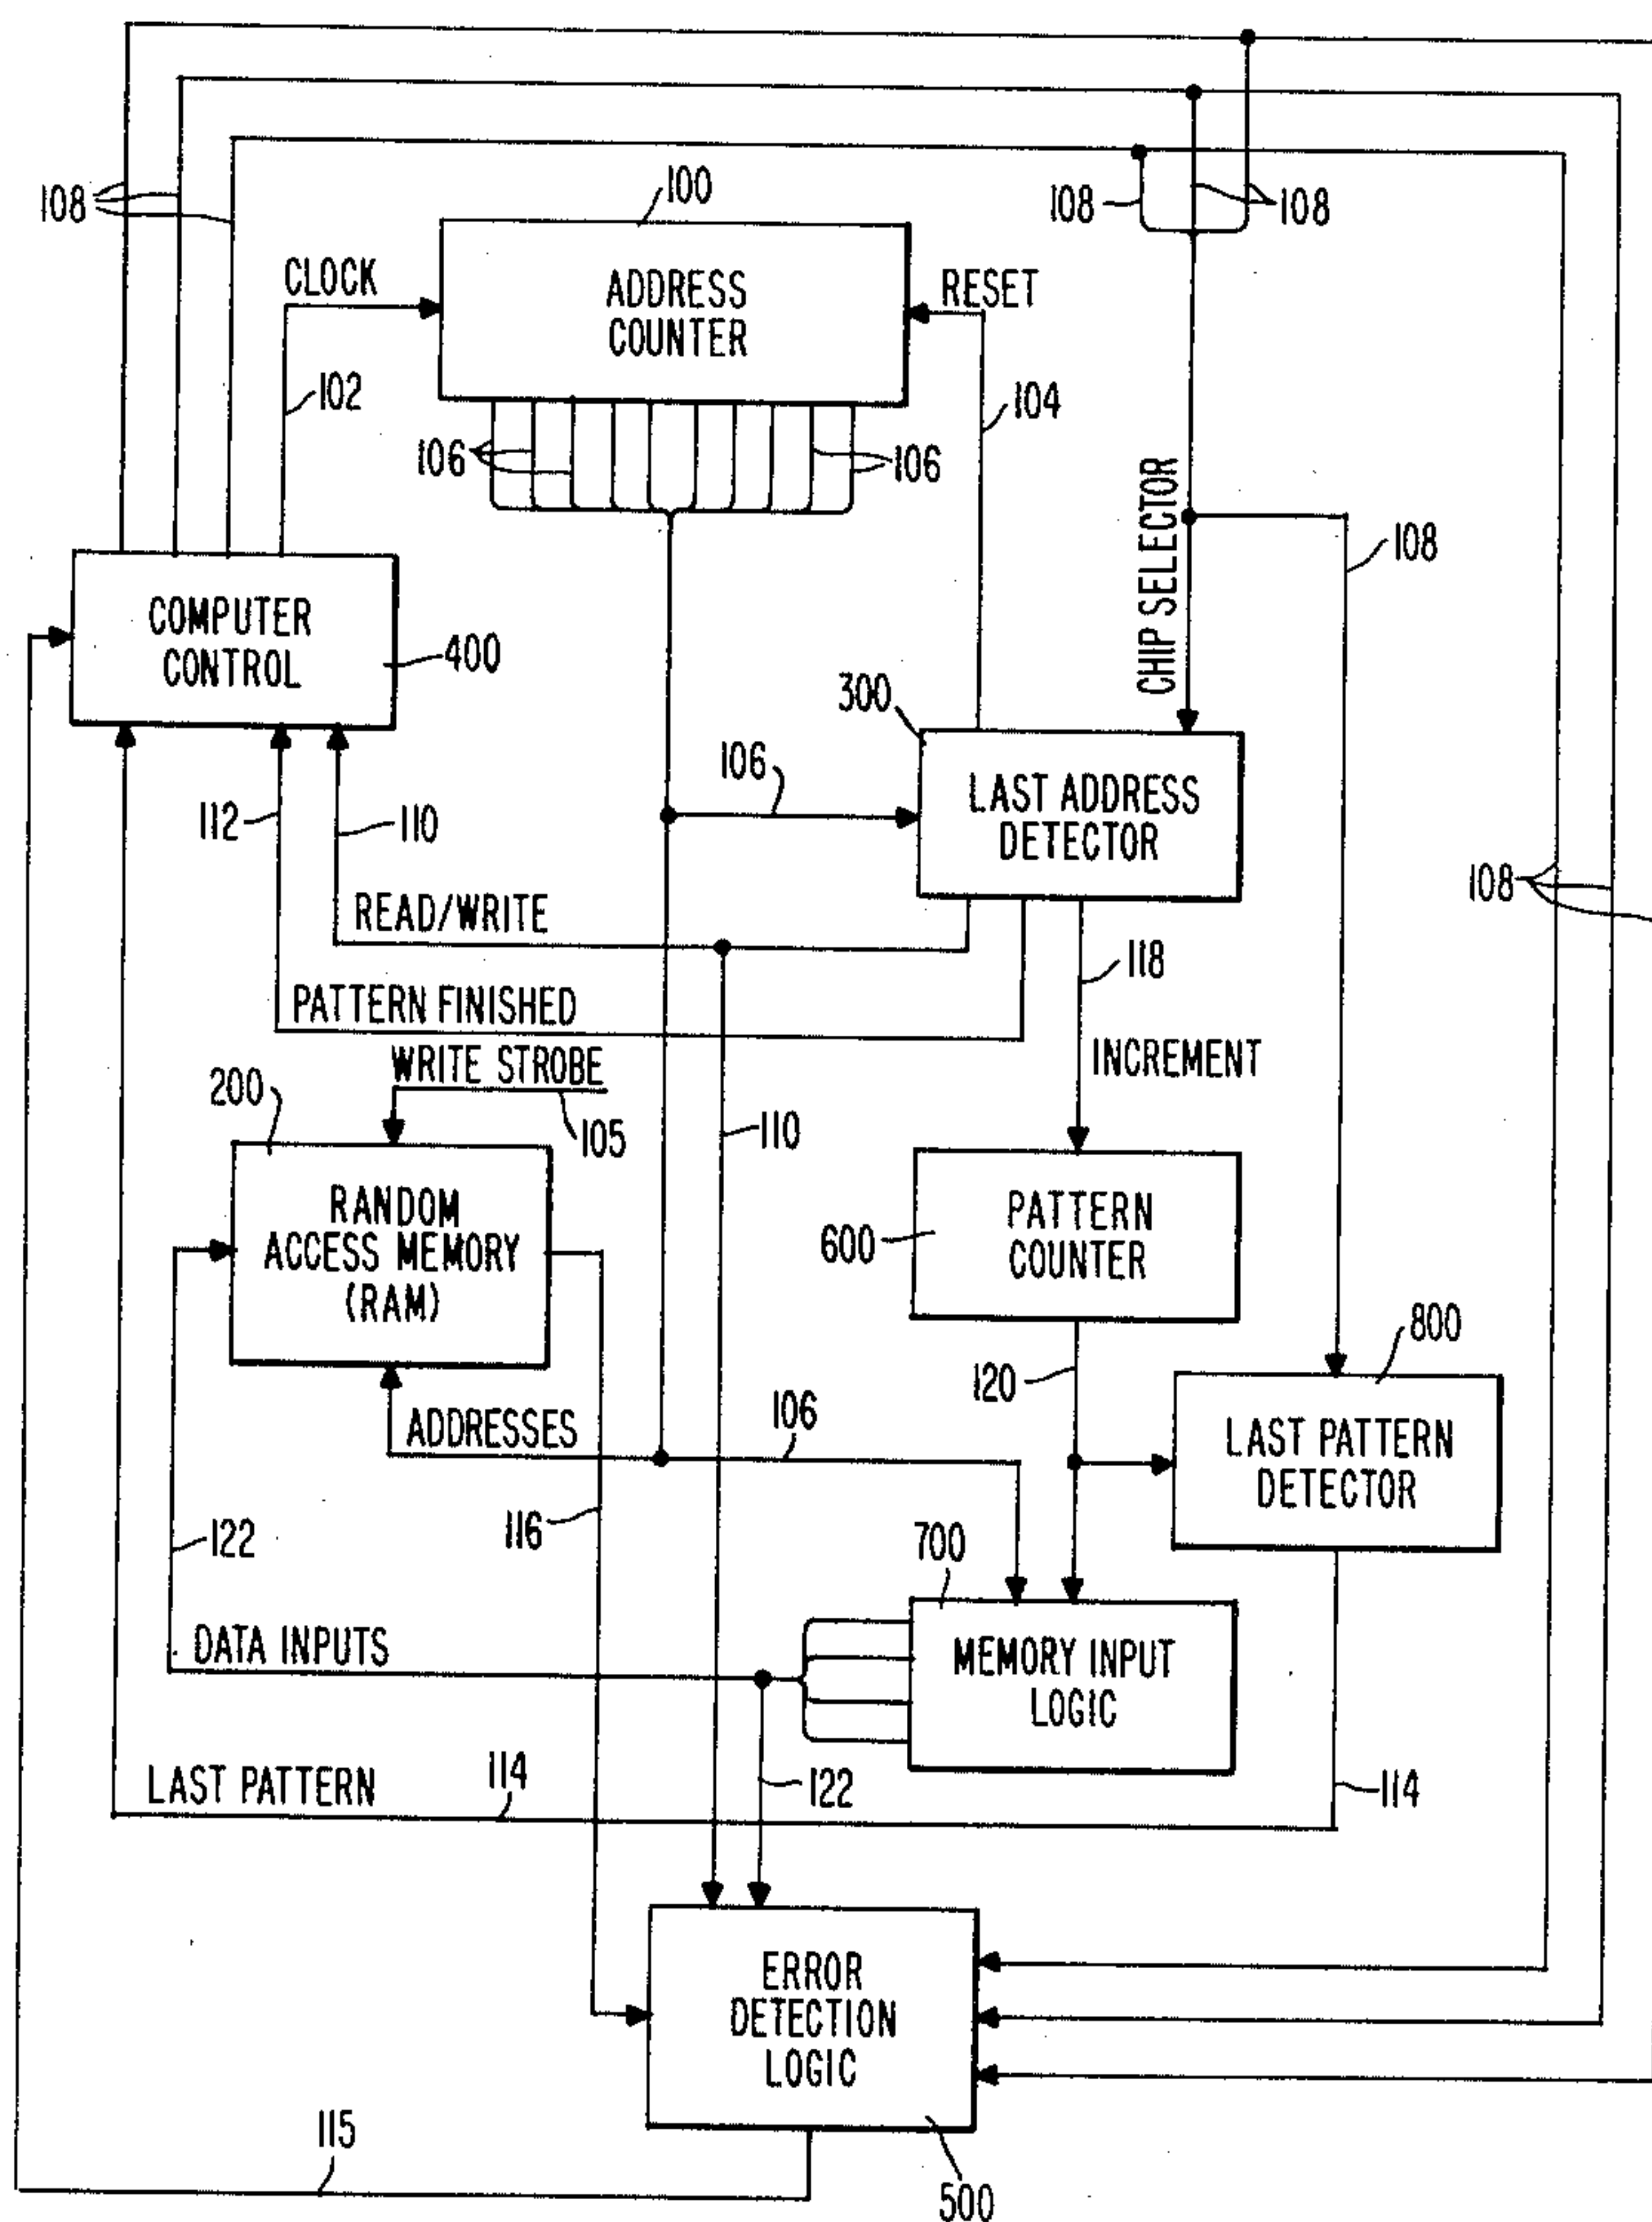 100
108
108
108
CLOCK
ADDRESS
COUNTER
RESET
102
104
106
106
CHIP SELECTOR
108
COMPUTER
CONTROL
400
300
106
LAST ADDRESS
DETECTOR
112
110
108
READ/WRITE
118
PATTERN FINISHED
INCREMENT
WRITE STROBE
200
105
110
RANDOM
ACCESS MEMORY
(RAM)
PATTERN
COUNTER
600
800
120
106
ADDRESSES
LAST PATTERN
DETECTOR
122
116
700
DATA INPUTS
MEMORY INPUT
LOGIC
LAST PATTERN
114
122
114
ERROR
DETECTION
LOGIC
115
500